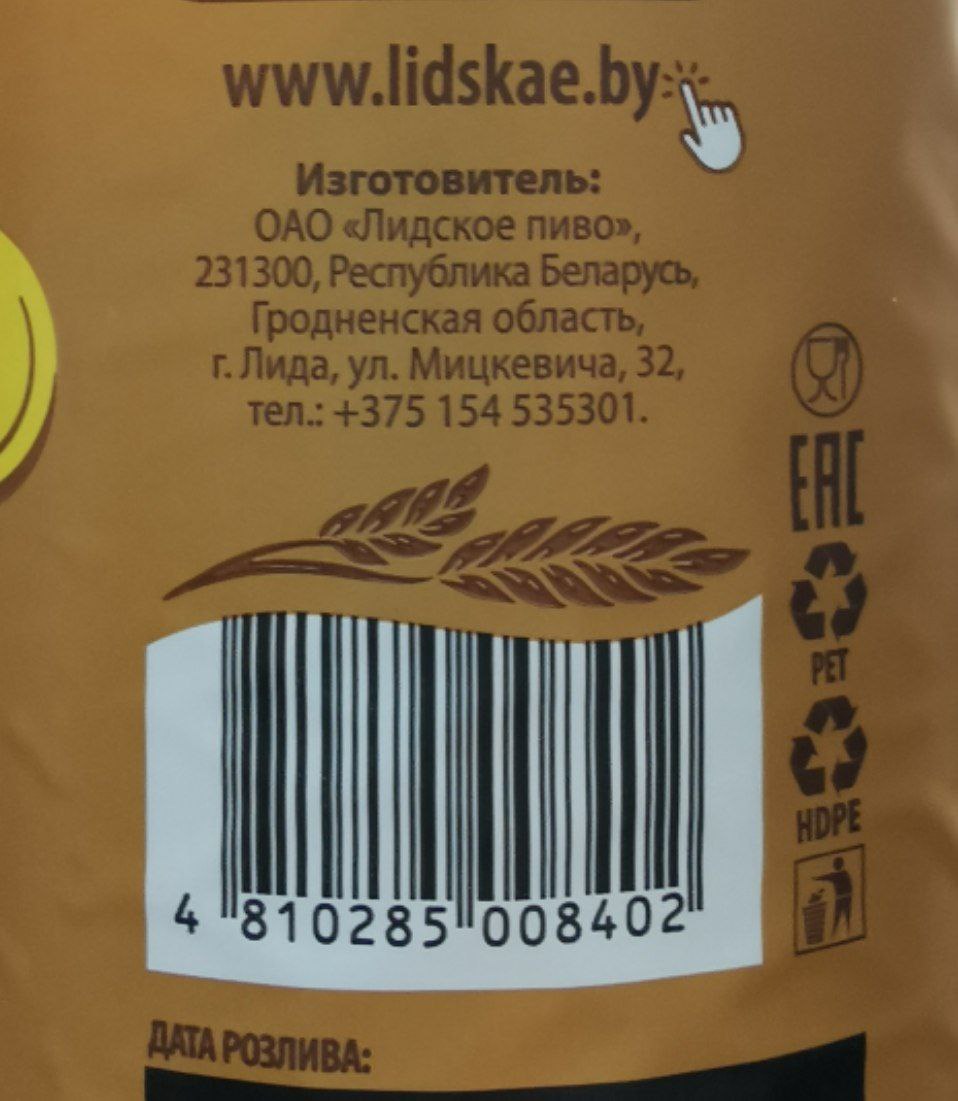 www.lidskae.by
Изготовитель:
ОАО «Лидское пиво»,
231300, Республика Беларусь,
Гродненская область,
г. Лида, ул. Мицкевича, 32,
тел.: +375 154 535301.
EAC
PET
HDPE
4 810285 008402
ДАТА РОЗЛИВА: